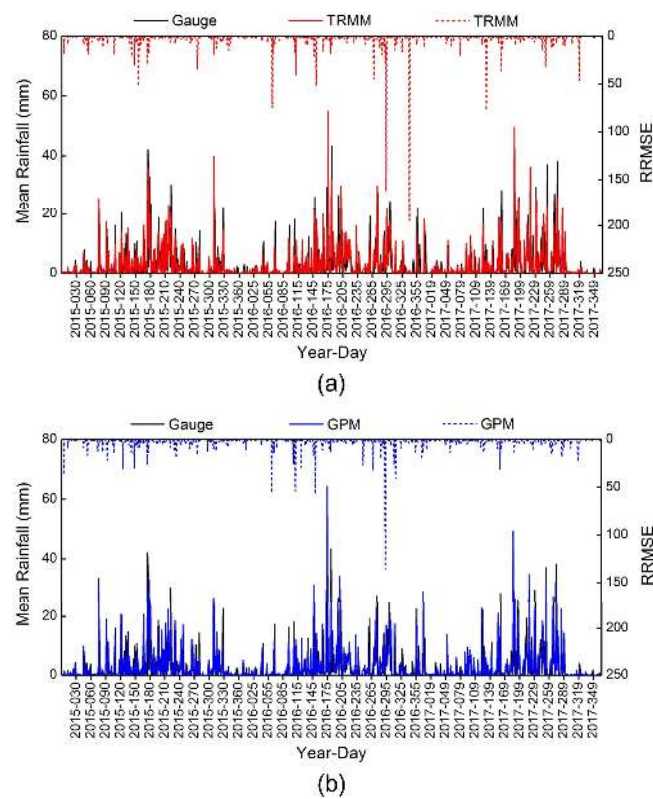 Gauge TRMM TRMM
80 0
60 50
40 100
150
20 200
0 250
Mean Rainfall (mm)
RRMSE
2015-030 2015-060 2015-090 2015-120 2015-150 2015-180 2015-210 2015-240 2015-270 2015-300 2015-330 2015-360 2016-025 2016-055 2016-085 2016-115 2016-145 2016-175 2016-205 2016-235 2016-265 2016-295 2016-325 2016-355 2017-019 2017-049 2017-079 2017-109 2017-139 2017-169 2017-199 2017-229 2017-259 2017-289 2017-319 2017-349
Year-Day
(a)
Gauge GPM GPM
80 0
60 50
40 100
150
20 200
0 250
Mean Rainfall (mm)
RRMSE
2015-030 2015-060 2015-090 2015-120 2015-150 2015-180 2015-210 2015-240 2015-270 2015-300 2015-330 2015-360 2016-025 2016-055 2016-085 2016-115 2016-145 2016-175 2016-205 2016-235 2016-265 2016-295 2016-325 2016-355 2017-019 2017-049 2017-079 2017-109 2017-139 2017-169 2017-199 2017-229 2017-259 2017-289 2017-319 2017-349
Year-Day
(b)